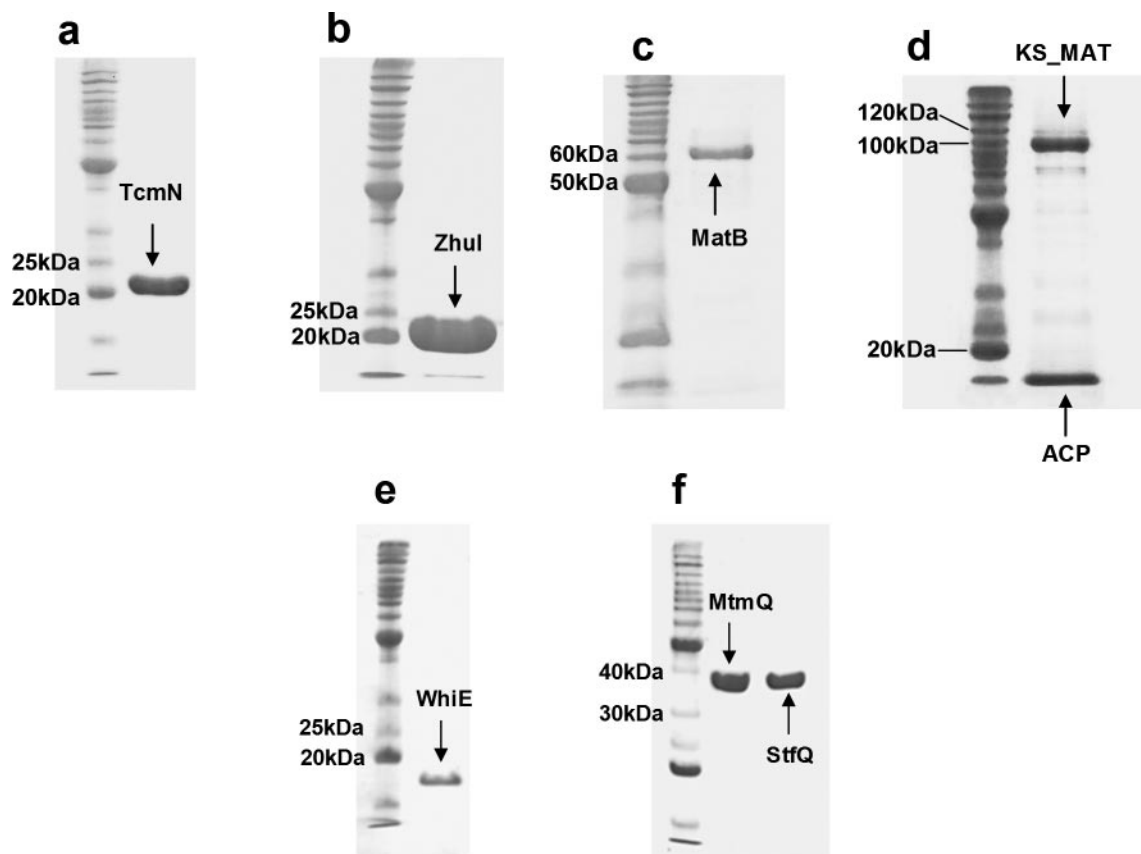 a
TcmN
25kDa
20kDa
b
ZhuI
25kDa
20kDa
c
60kDa
50kDa
MatB
d
KS_MAT
120kDa
100kDa
20kDa
ACP
e
WhiE
25kDa
20kDa
f
MtmQ
40kDa
30kDa
StfQ